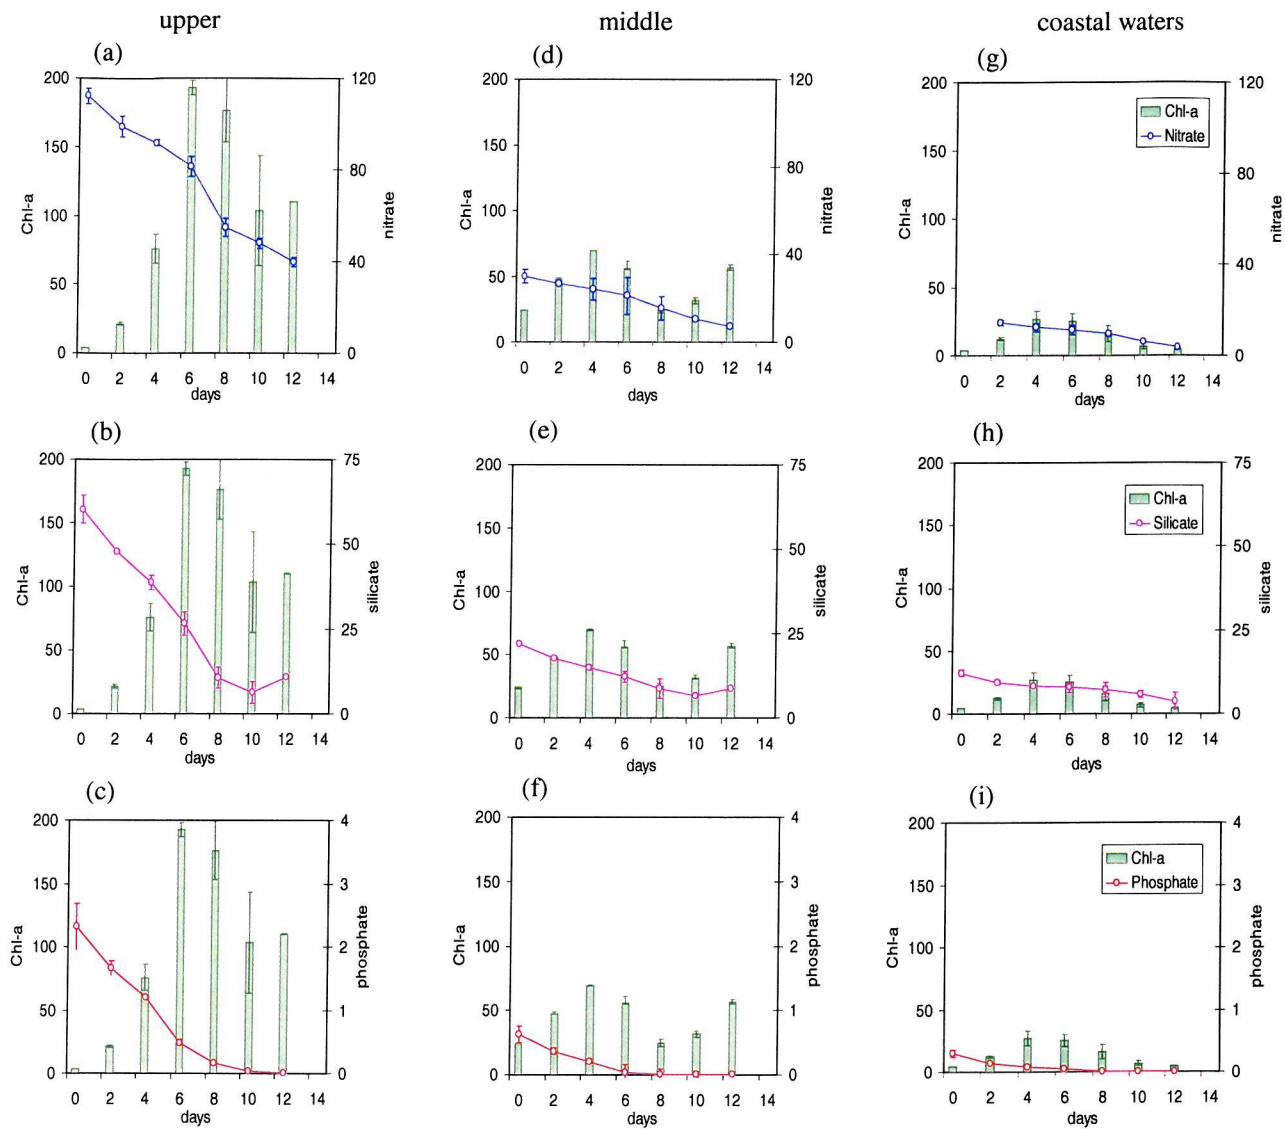 upper middle coastal waters
(a) (d) (g)
200 120 200 120 200 120
Chl-a
Nitrate
150 150 150
80 80 80
Chl-a 100 nitrate Chl-a 100 nitrate Chl-a 100 nitrate
40 40 40
50 50 50
0 0 0 0 0 0
0 2 4 6 8 10 12 14 0 2 4 6 8 10 12 14 0 2 4 6 8 10 12 14
days days days
(b) (e) (h)
200 75 200 75 200 75
Chl-a
Silicate
150 150 150
50 50 50
Chl-a 100 silicate Chl-a 100 silicate Chl-a 100 silicate
25 25 25
50 50 50
0 0 0 0 0 0
0 2 4 6 8 10 12 14 0 2 4 6 8 10 12 14 0 2 4 6 8 10 12 14
days days days
(c) (f) (i)
200 4 200 4 200 4
Chl-a
Phosphate
150 3 150 3 150 3
Chl-a 100 2 phosphate Chl-a 100 2 phosphate Chl-a 100 2 phosphate
50 1 50 1 50 1
0 0 0 0 0 0
0 2 4 6 8 10 12 14 0 2 4 6 8 10 12 14 0 2 4 6 8 10 12 14
days days days